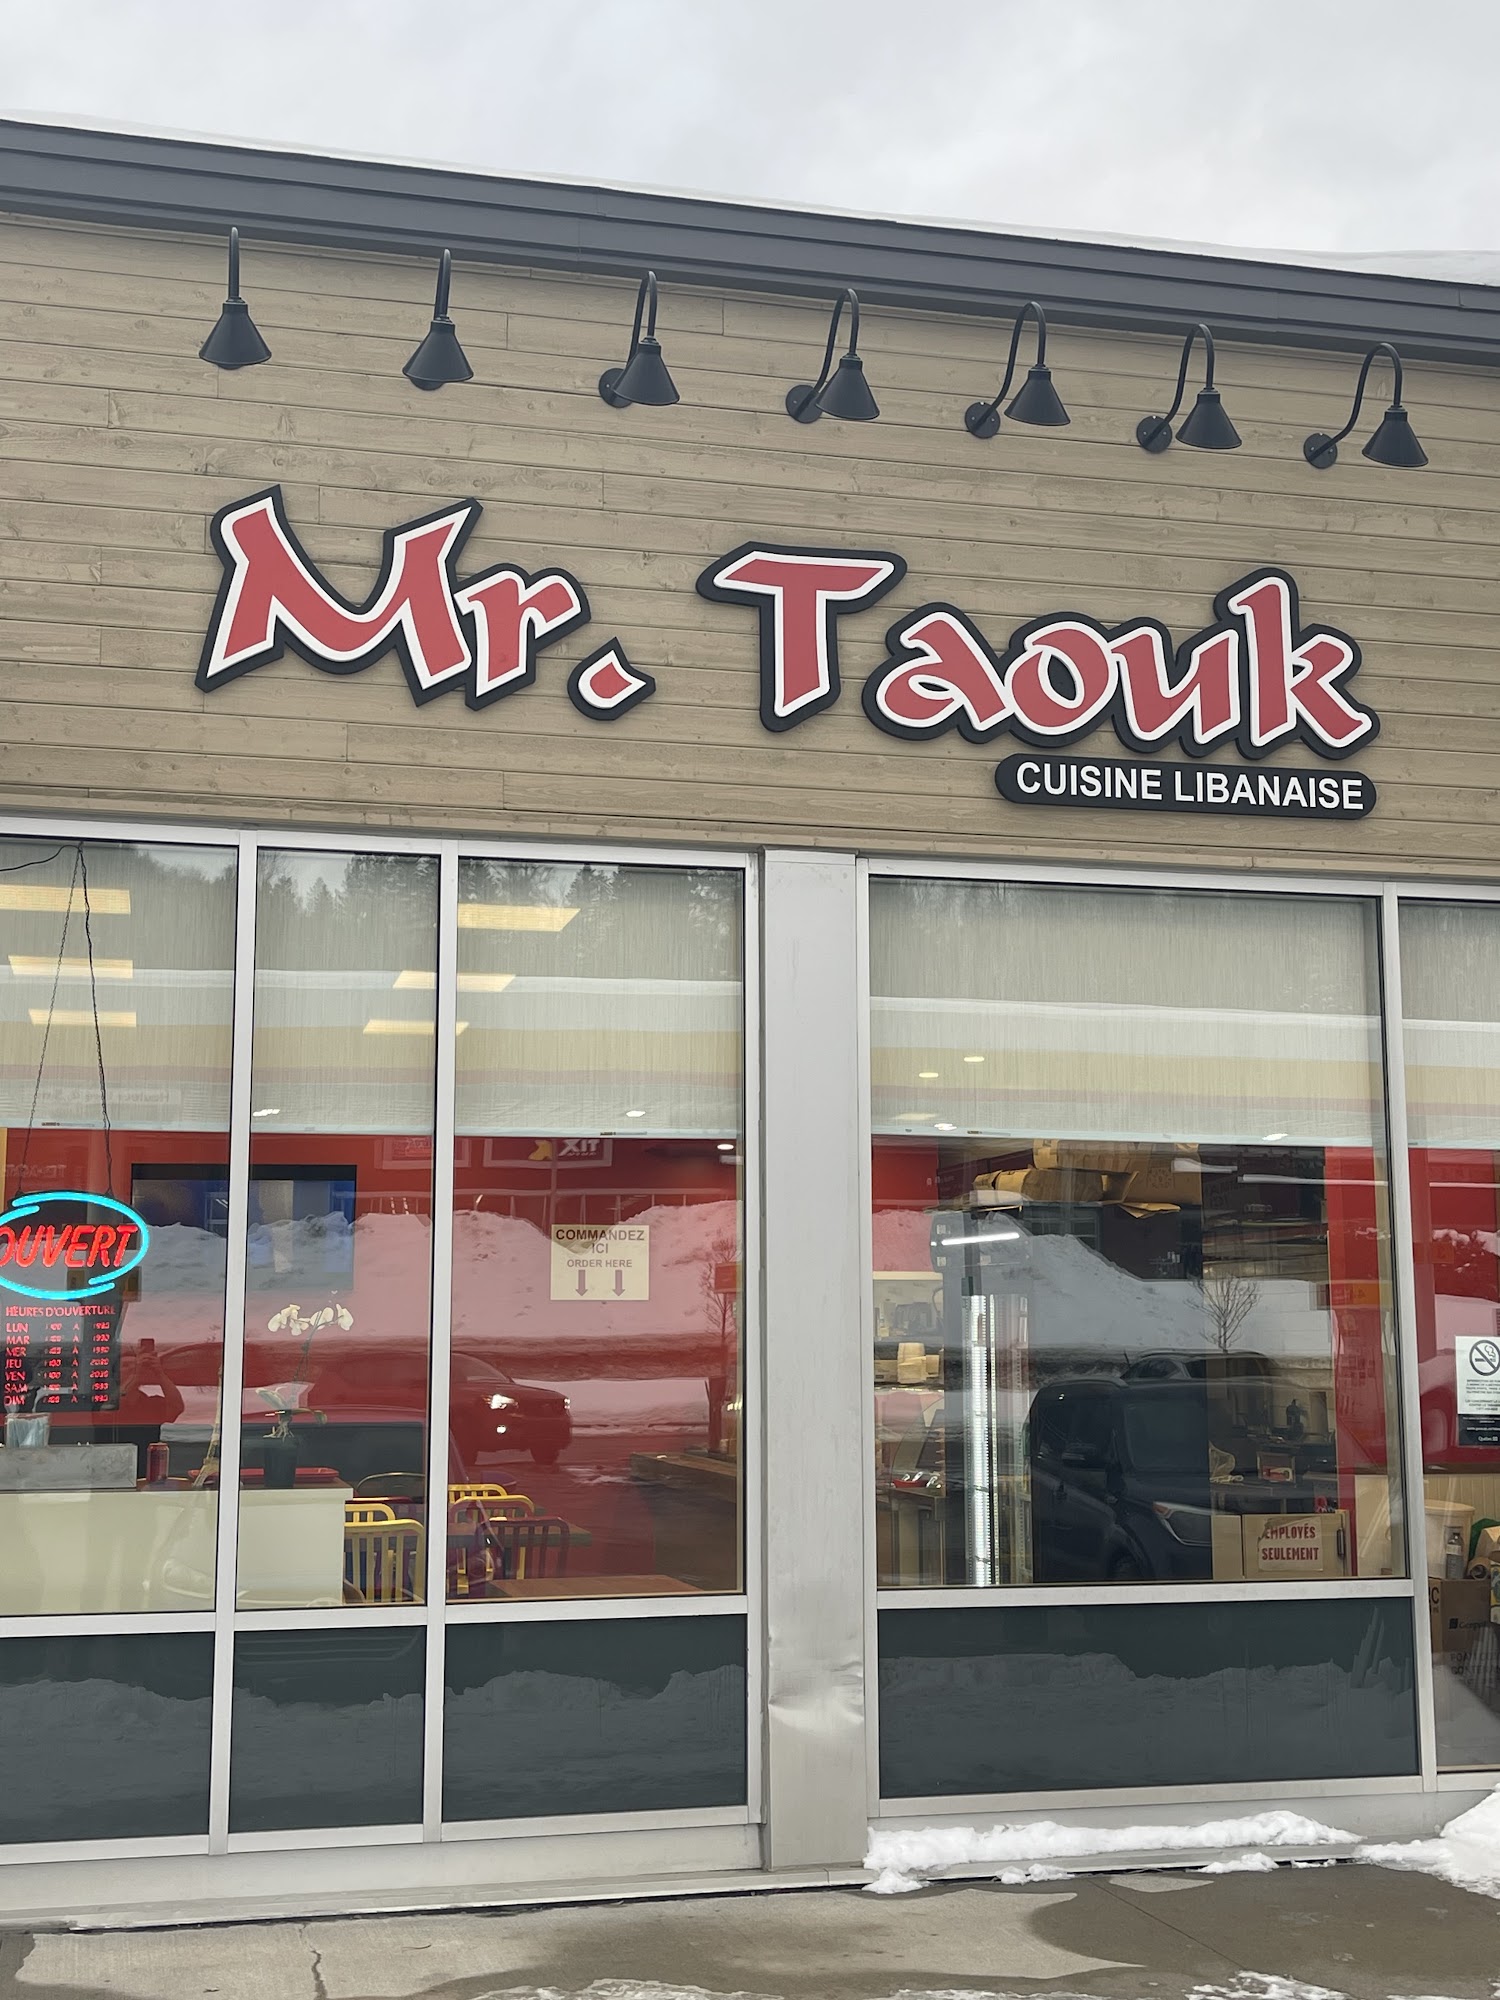 Mr. Taouk
CUISINE LIBANAISE
OUVERT
HEURES D'OUVERTURE
LUN
MAR
MER
JEU
VEN
SAM
DIM
COMMANDEZ
ICI
ORDER HERE
EMPLOYÉS
SEULEMENT